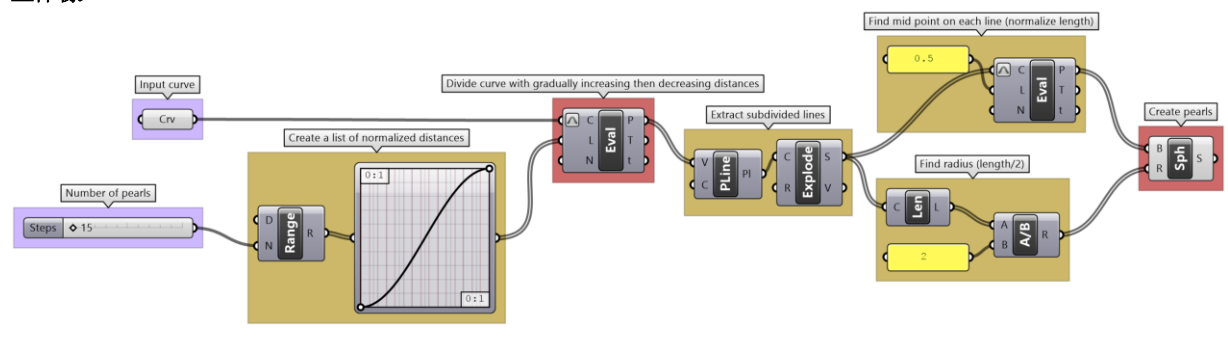 Find mid point on each line (normalize length)
0.5
C
L
N
Eval
P
T
t
Input curve
Crv
Divide curve with gradually increasing then decreasing distances
C
L
N
Eval
P
T
t
Extract subdivided lines
V
C
PLine
Pl
C
R
Explode
S
V
Create pearls
B
R
Sph
S
Create a list of normalized distances
0:1
0:1
D
N
Range
R
Find radius (length/2)
C
Len
L
2
A
B
A/B
R
Number of pearls
Steps
15